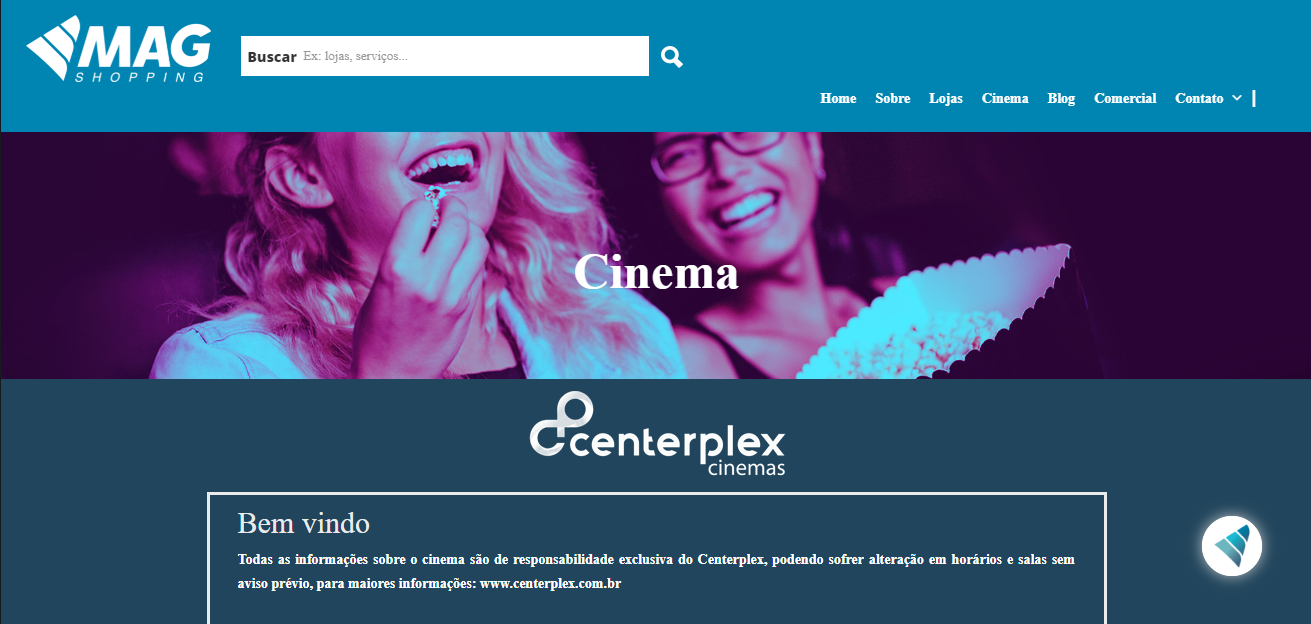 MAG
SHOPPING
Buscar Ex: lojas, serviços...
Home Sobre Lojas Cinema Blog Comercial Contato
Cinema
centerplex
cinemas
Bem vindo
Todas as informações sobre o cinema são de responsabilidade exclusiva do Centerplex, podendo sofrer alteração em horários e salas sem
aviso prévio, para maiores informações: www.centerplex.com.br